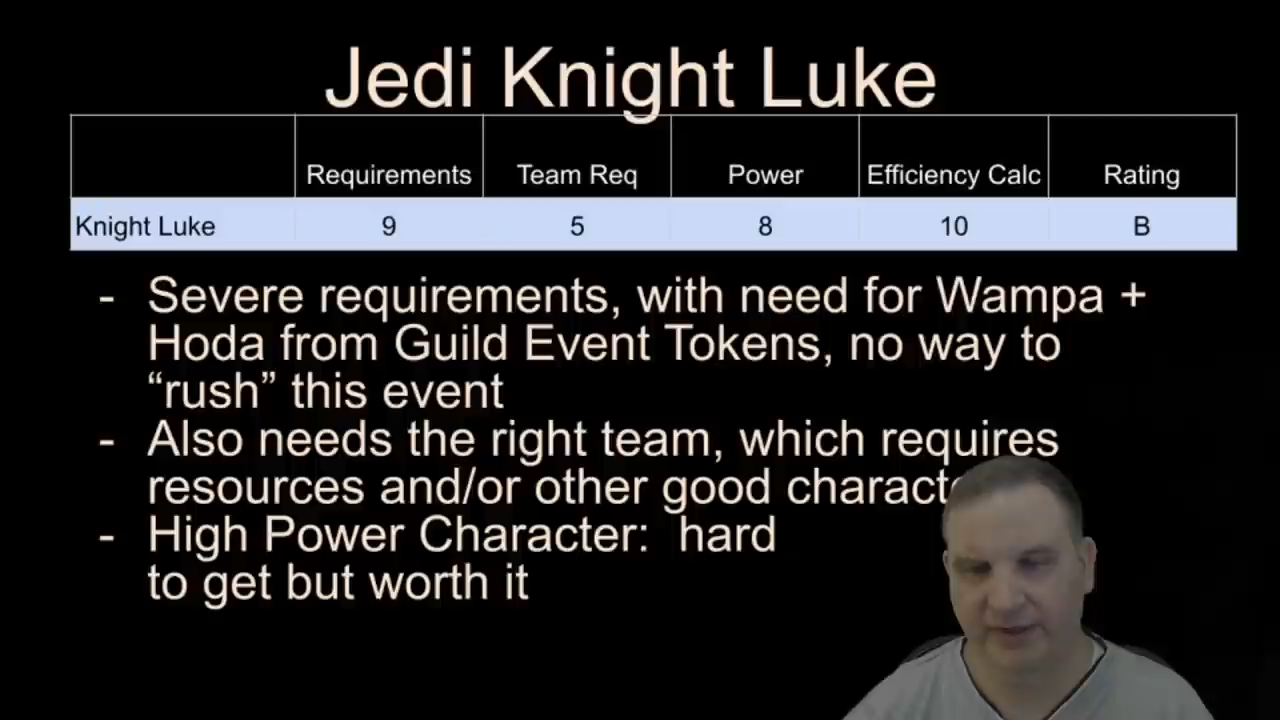 Jedi Knight Luke
Requirements Team Req Power Efficiency Calc Rating
Knight Luke 9 5 8 10 B
- Severe requirements, with need for Wampa +
Hoda from Guild Event Tokens, no way to
“rush” this event
- Also needs the right team, which requires
resources and/or other good
- High Power Character: hard
to get but worth it